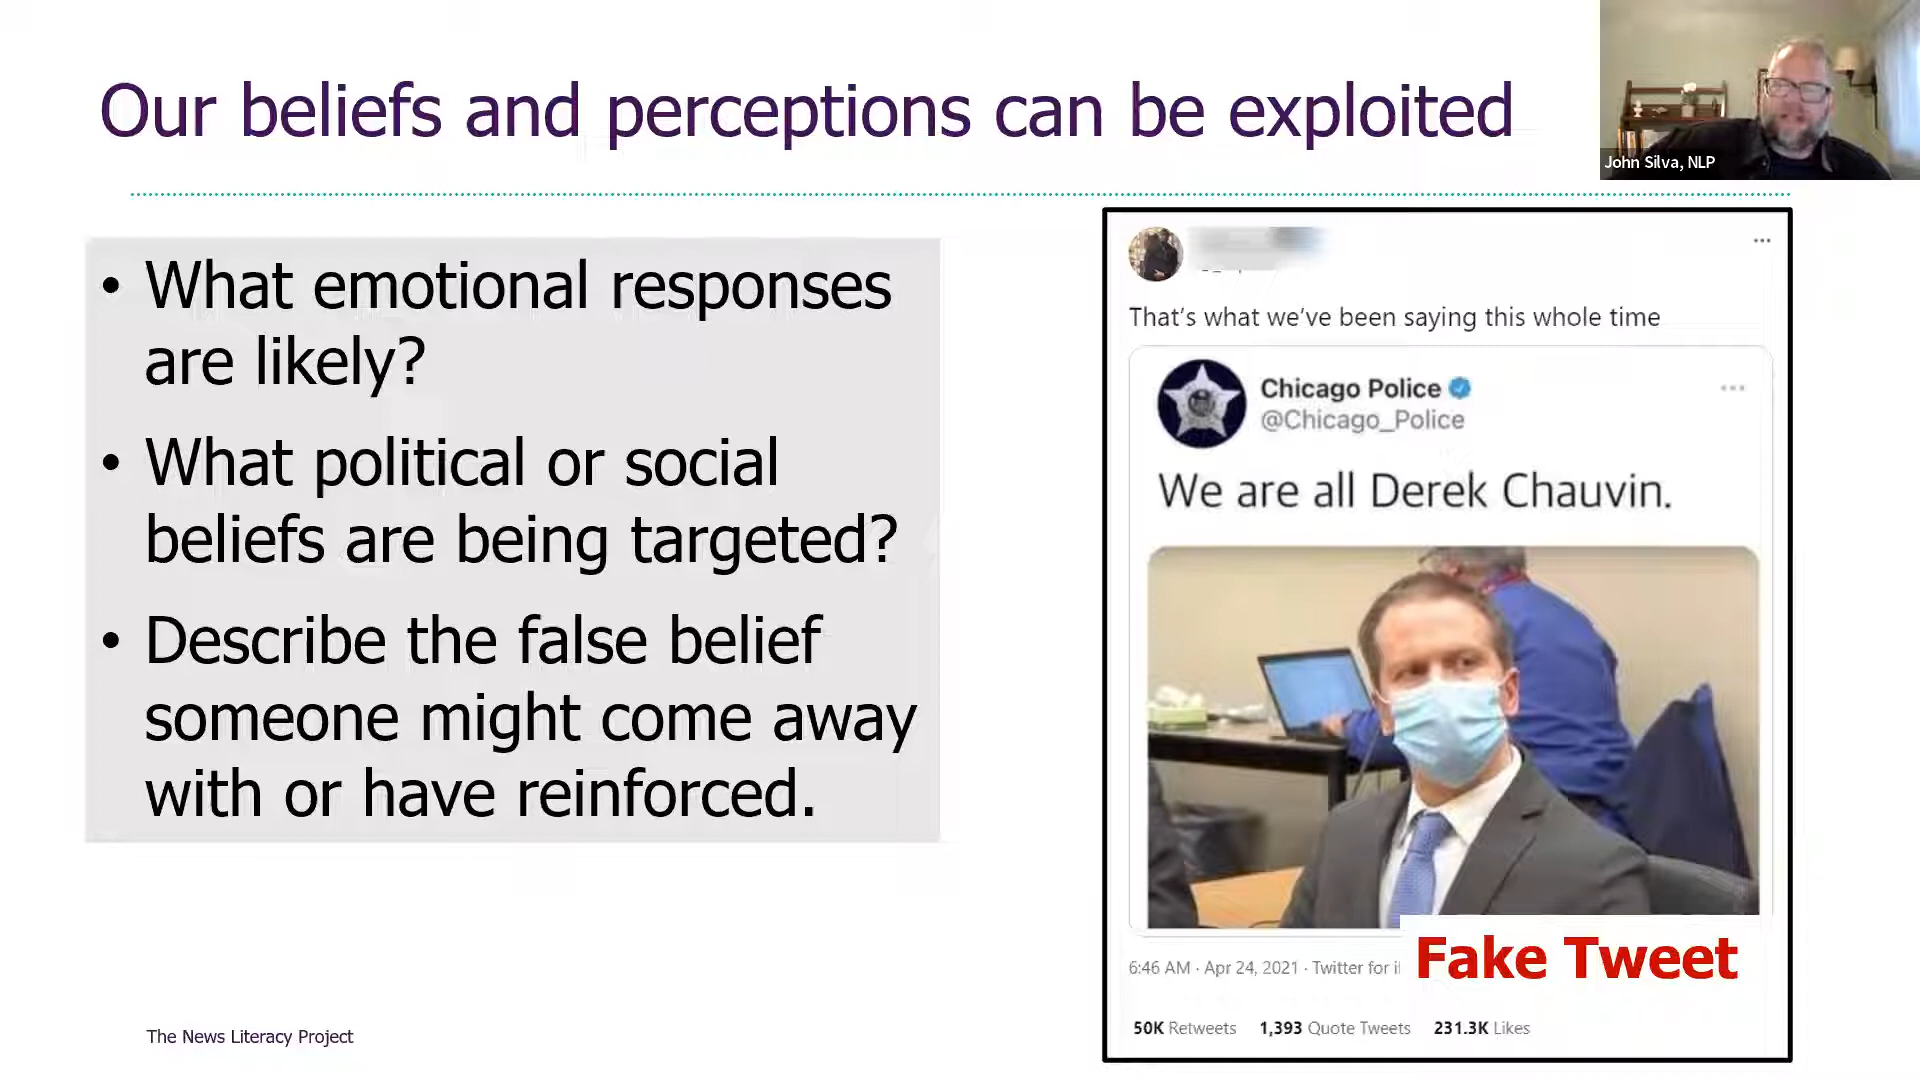 Our beliefs and perceptions can be exploited
John Silva, NLP
• What emotional responses
are likely?
• What political or social
beliefs are being targeted?
• Describe the false belief
someone might come away
with or have reinforced.
That's what we've been saying this whole time
Chicago Police
@Chicago_Police
We are all Derek Chauvin.
6:46 AM · Apr 24, 2021 · Twitter for
Fake Tweet
50K Retweets 1,393 Quote Tweets 231.3K Likes
The News Literacy Project